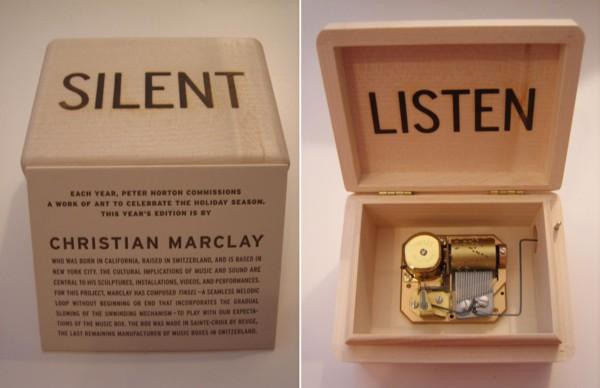 SILENT
EACH YEAR, PETER NORTON COMMISSIONS
A WORK OF ART TO CELEBRATE THE HOLIDAY SEASON.
THIS YEAR'S EDITION IS BY
CHRISTIAN MARCLAY
WHO WAS BORN IN CALIFORNIA, RAISED IN SWITZERLAND, AND IS BASED IN
NEW YORK CITY. THE CULTURAL IMPLICATIONS OF MUSIC AND SOUND ARE
CENTRAL TO HIS SCULPTURES, INSTALLATIONS, VIDEOS, AND PERFORMANCES.
FOR THIS PROJECT, MARCLAY HAS COMPOSED TINSEL—A SEAMLESS MELODIC
LOOP WITHOUT BEGINNING OR END THAT INCORPORATES THE GRADUAL
SLOWING OF THE UNWINDING MECHANISM—TO PLAY WITH OUR EXPECTA-
TIONS OF THE MUSIC BOX. THE BOX WAS MADE IN SAINTE-CROIX BY REUGE,
THE LAST REMAINING MANUFACTURER OF MUSIC BOXES IN SWITZERLAND.
LISTEN